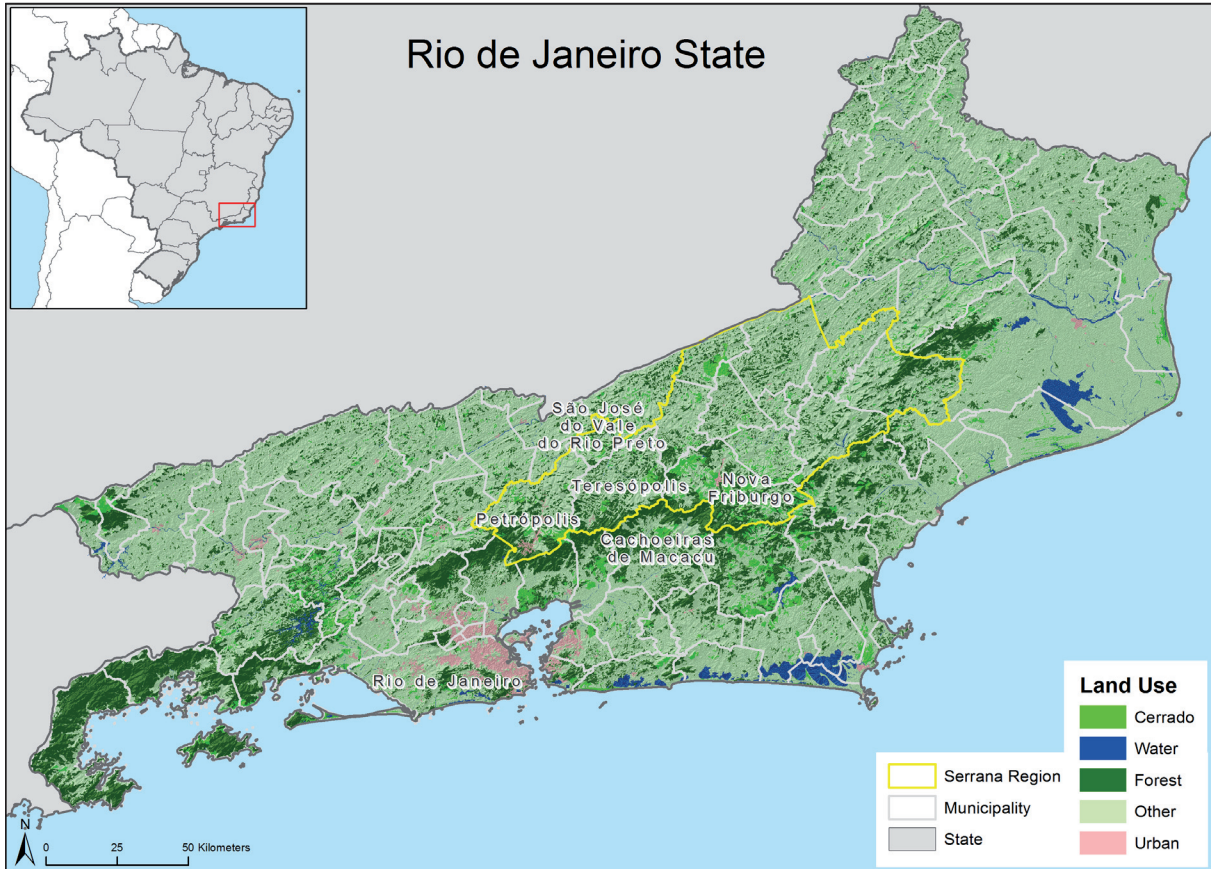 Rio de Janeiro State
São José
do Vale
do Rio Preto
Teresópolis
Nova
Friburgo
Petrópolis
Cachoeiras
de Macacu
Rio de Janeiro
Land Use
Cerrado
Water
Forest
Other
Urban
Serrana Region
Municipality
State
N
0 25 50 Kilometers